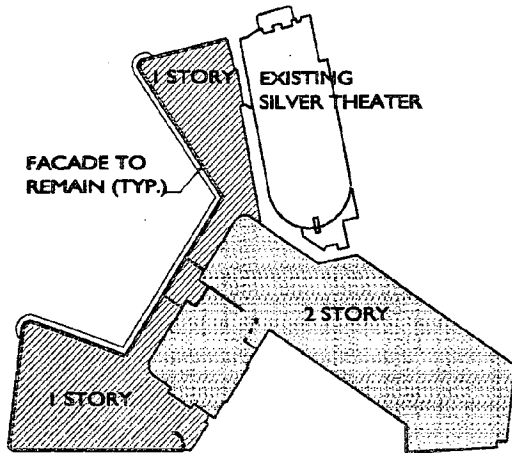 1 STORY
EXISTING
SILVER THEATER
FACADE TO
REMAIN (TYP.)
2 STORY
1 STORY